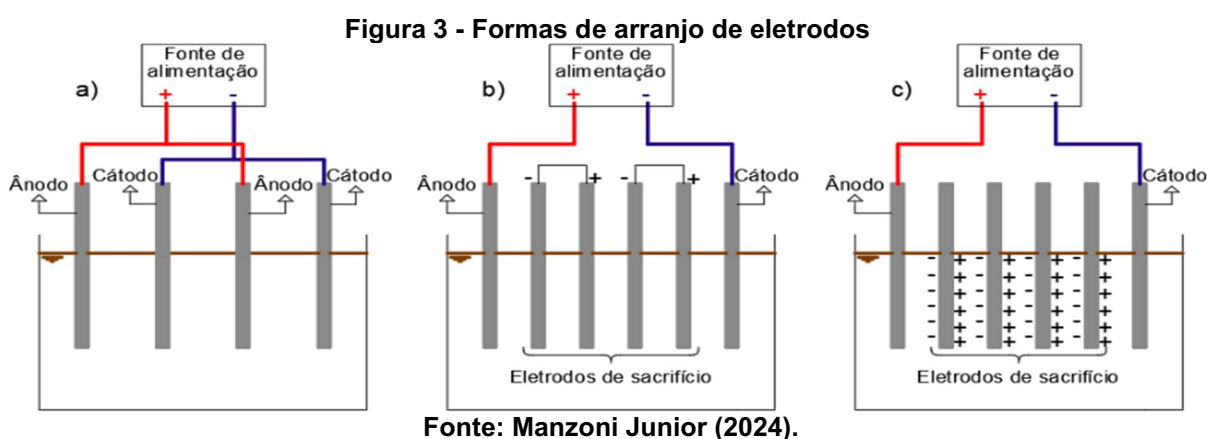 Figura 3 - Formas de arranjo de eletrodos
a)
Fonte de
alimentação
+ -
Ânodo
Cátodo
Ânodo
Cátodo
b)
Fonte de
alimentação
+ -
Ânodo
- + - +
Cátodo
Eletrodos de sacrifício
c)
Fonte de
alimentação
+ -
Ânodo
Cátodo
- + - + - + - +
- + - + - + - +
- + - + - + - +
- + - + - + - +
- + - + - + - +
- + - + - + - +
Eletrodos de sacrifício
Fonte: Manzoni Junior (2024).